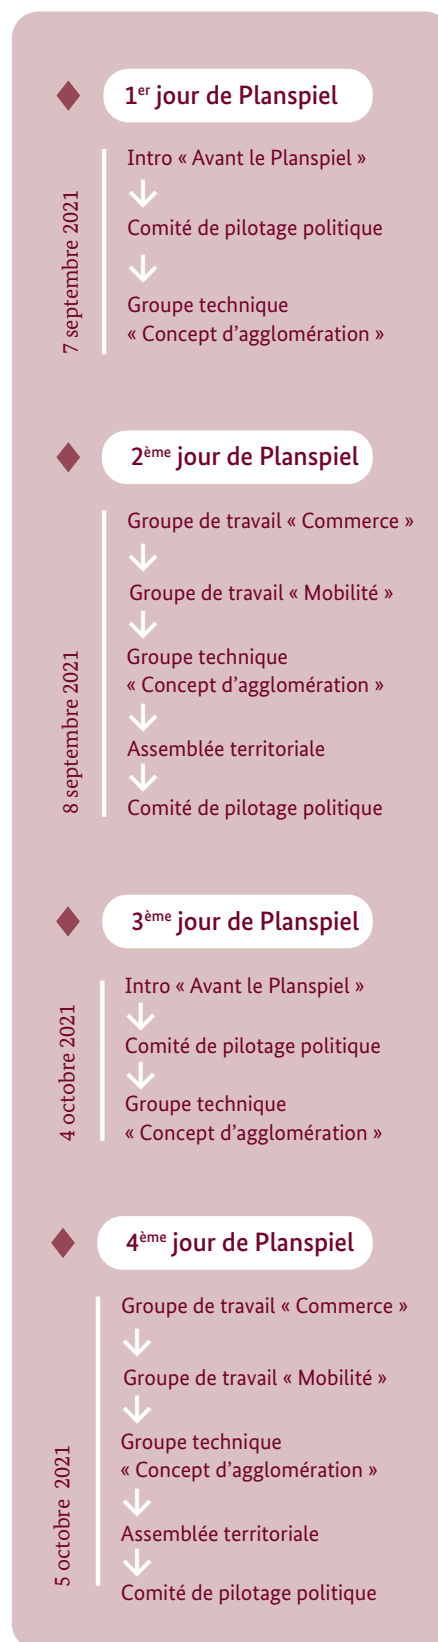 1er jour de Planspiel
7 septembre 2021
Intro « Avant le Planspiel »
Comité de pilotage politique
Groupe technique
« Concept d'agglomération »
2ème jour de Planspiel
8 septembre 2021
Groupe de travail « Commerce »
Groupe de travail « Mobilité »
Groupe technique
« Concept d'agglomération »
Assemblée territoriale
Comité de pilotage politique
3ème jour de Planspiel
4 octobre 2021
Intro « Avant le Planspiel »
Comité de pilotage politique
Groupe technique
« Concept d'agglomération »
4ème jour de Planspiel
5 octobre 2021
Groupe de travail « Commerce »
Groupe de travail « Mobilité »
Groupe technique
« Concept d'agglomération »
Assemblée territoriale
Comité de pilotage politique